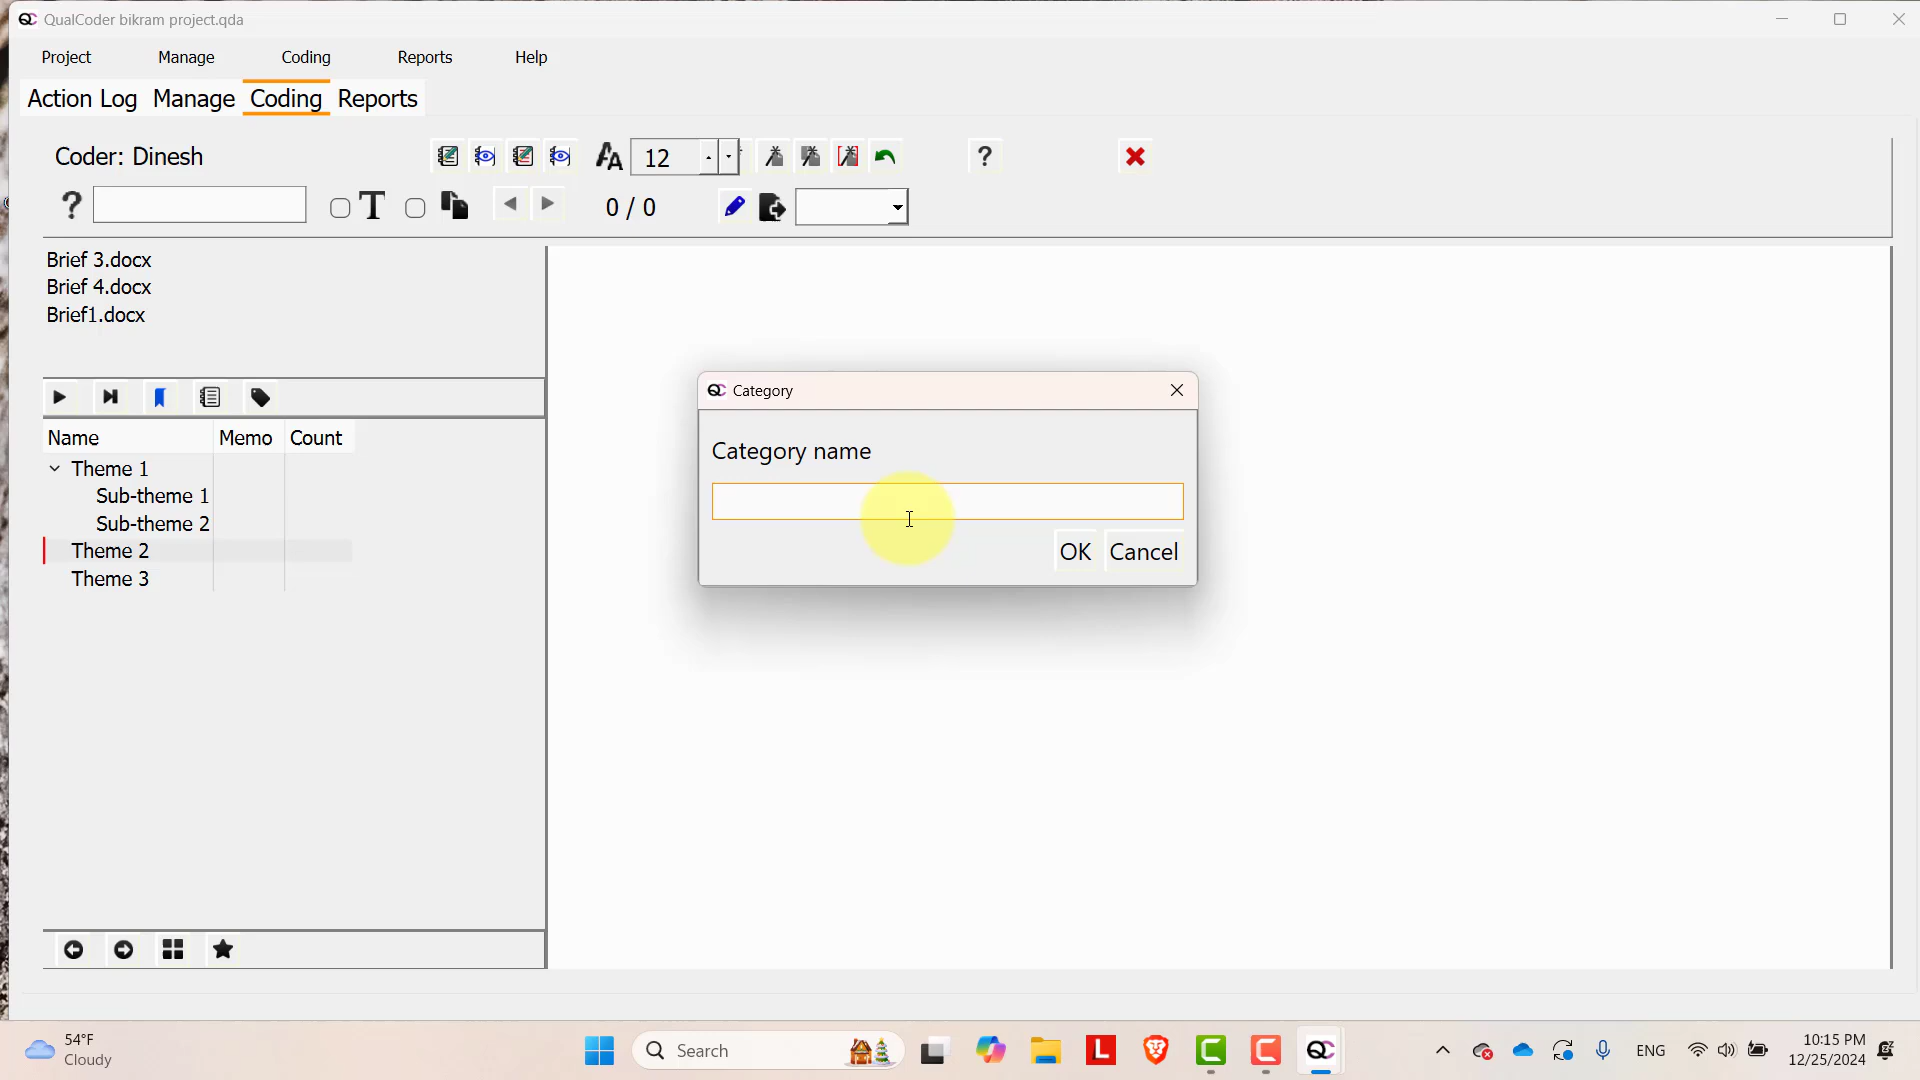 QualCoder bikram project.qda
Project Manage Coding Reports Help
Action Log Manage Coding Reports
Coder: Dinesh
12
?
?
T
0 / 0
Brief 3.docx
Brief 4.docx
Brief1.docx
Name Memo Count
Theme 1
Sub-theme 1
Sub-theme 2
Theme 2
Theme 3
QC Category
Category name
OK Cancel
54°F
Cloudy
Search
L
ENG
10:15 PM
12/25/2024